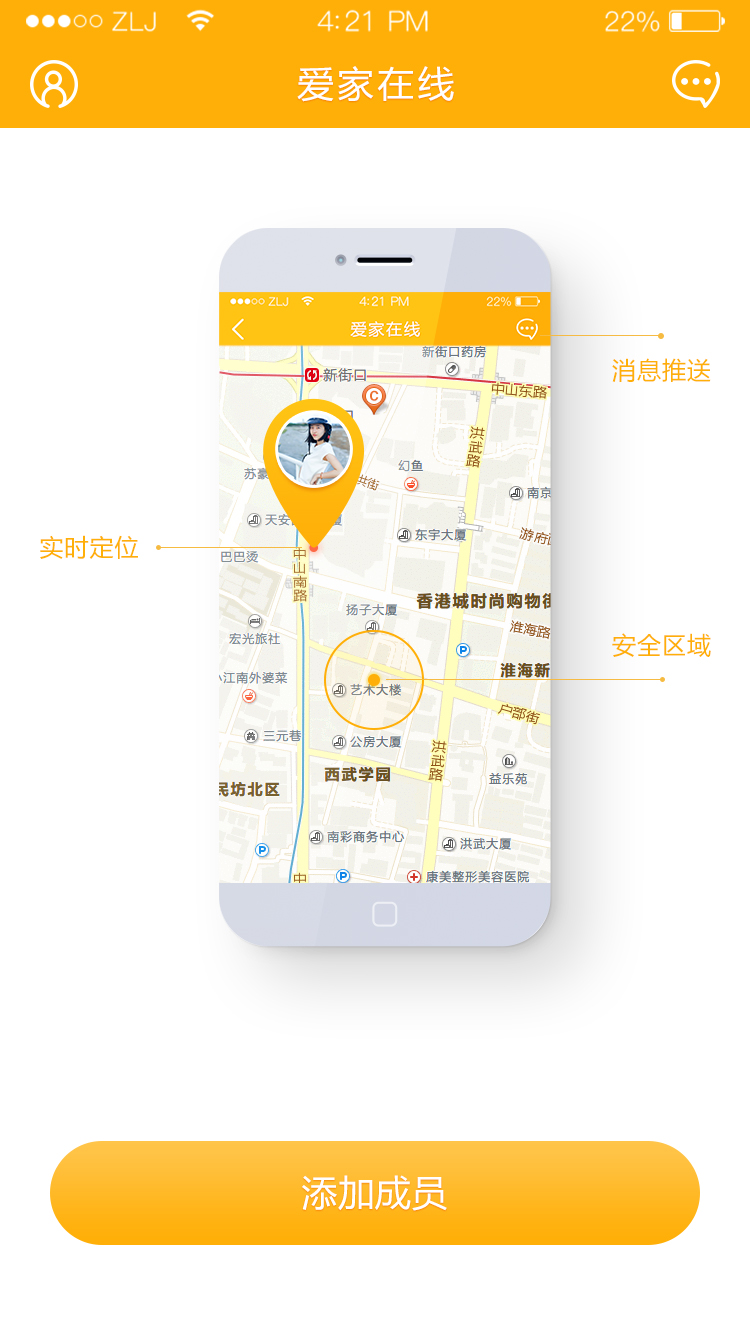 ZLJ 4:21 PM 22%
爱家在线
ZLJ 4:21 PM 22%
爱家在线
消息推送
新街口药房
新街口
中山东路
C
洪武路
幻鱼
苏豪
共街
南京
天安
厦
东宇大厦
游府
实时定位
巴巴烫
中山南路
香港城时尚购物街
扬子大厦
淮海路
宏光旅社
P
安全区域
淮海新
小江南外婆菜
艺术大楼
户部街
三元巷
公房大厦
洪武路
西武学园
益乐苑
民坊北区
南彩商务中心
洪武大厦
P
中
P
康美整形美容医院
添加成员